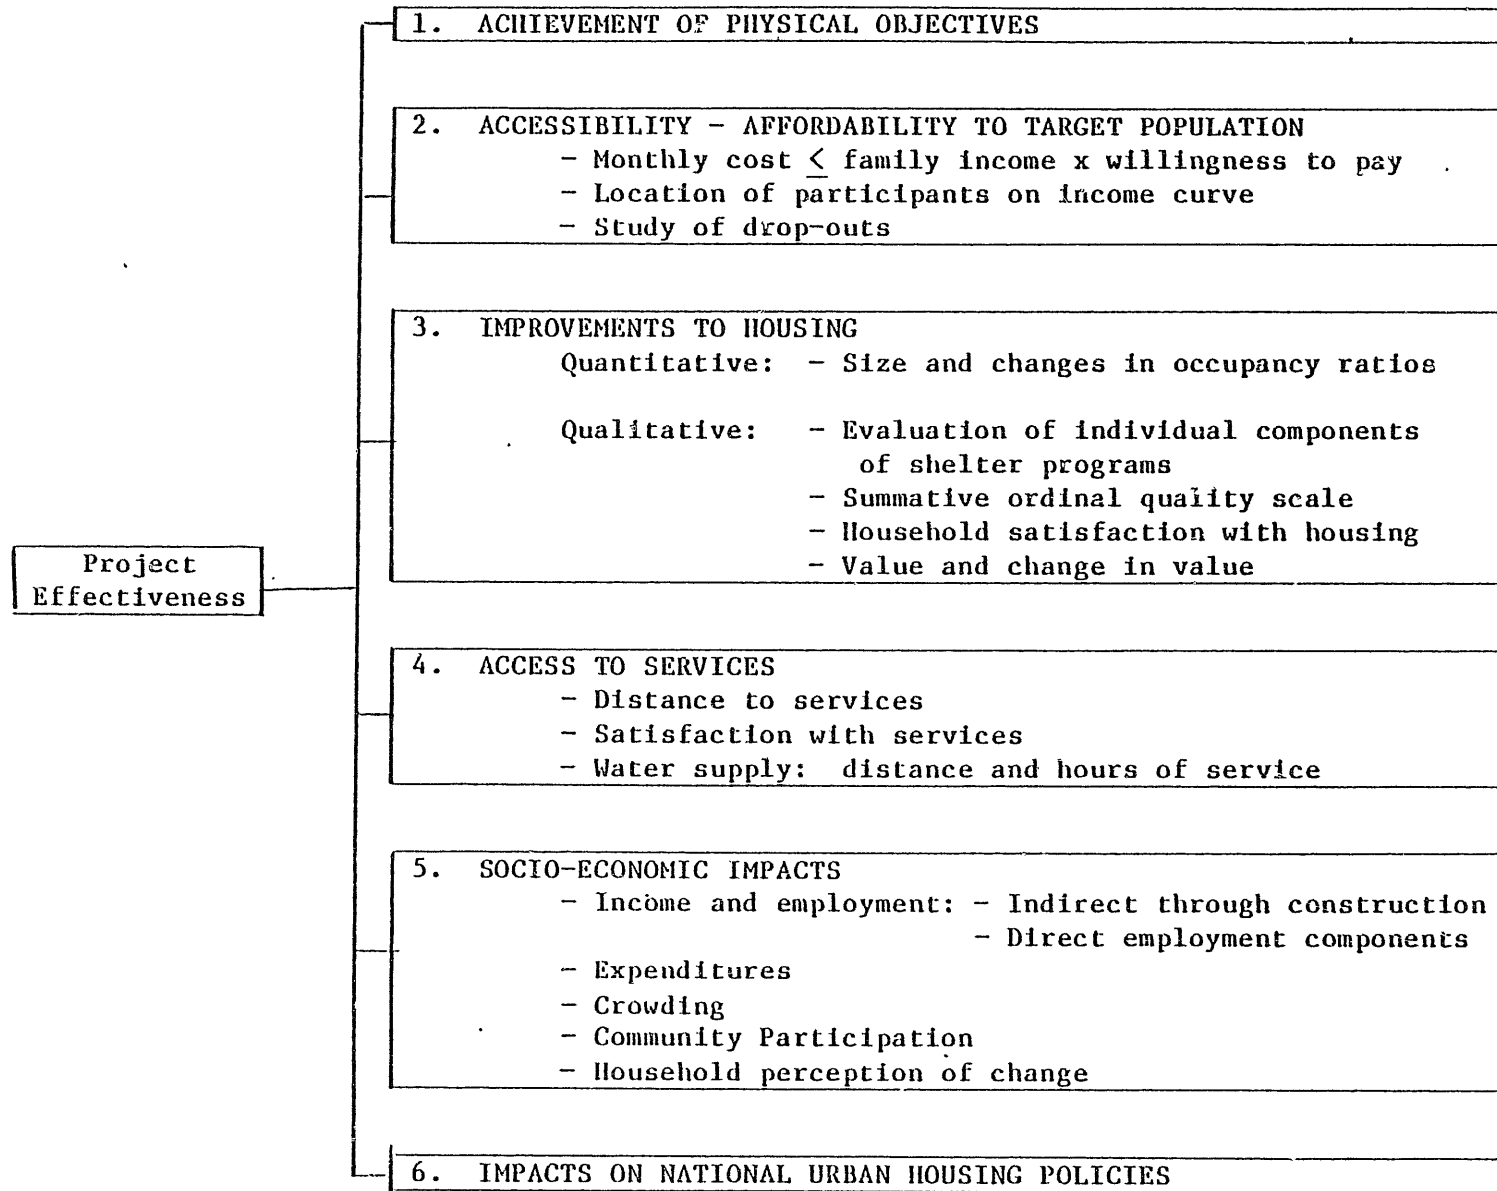 1. ACHIEVEMENT OF PHYSICAL OBJECTIVES
2. ACCESSIBILITY - AFFORDABILITY TO TARGET POPULATION
- Monthly cost ≤ family income x willingness to pay
- Location of participants on income curve
- Study of drop-outs
3. IMPROVEMENTS TO HOUSING
Quantitative: - Size and changes in occupancy ratios
Qualitative: - Evaluation of individual components
of shelter programs
- Summative ordinal quality scale
- Household satisfaction with housing
- Value and change in value
Project
Effectiveness
4. ACCESS TO SERVICES
- Distance to services
- Satisfaction with services
- Water supply: distance and hours of service
5. SOCIO-ECONOMIC IMPACTS
- Income and employment: - Indirect through construction
- Direct employment components
- Expenditures
- Crowding
- Community Participation
- Household perception of change
6. IMPACTS ON NATIONAL URBAN HOUSING POLICIES